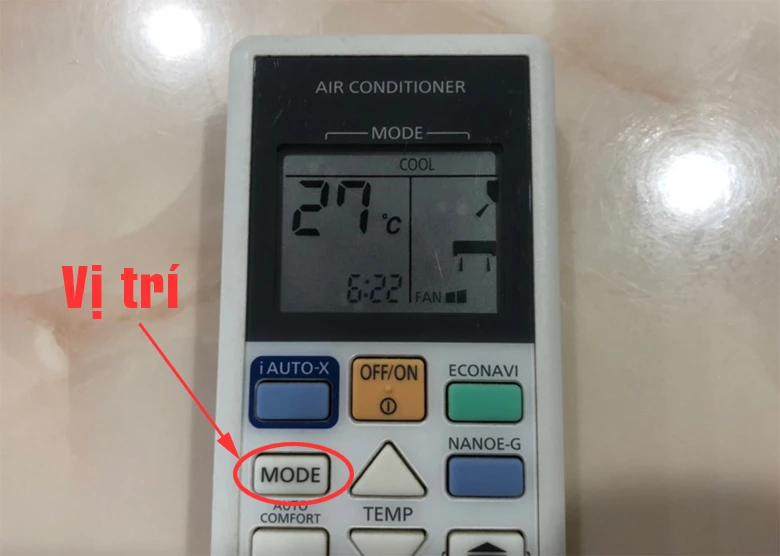 AIR CONDITIONER
MODE
COOL
27 °C
6:22 FAN
Vị trí
iAUTO-X
OFF/ON
ECONAVI
MODE
NANOE-G
AUTO
COMFORT
TEMP